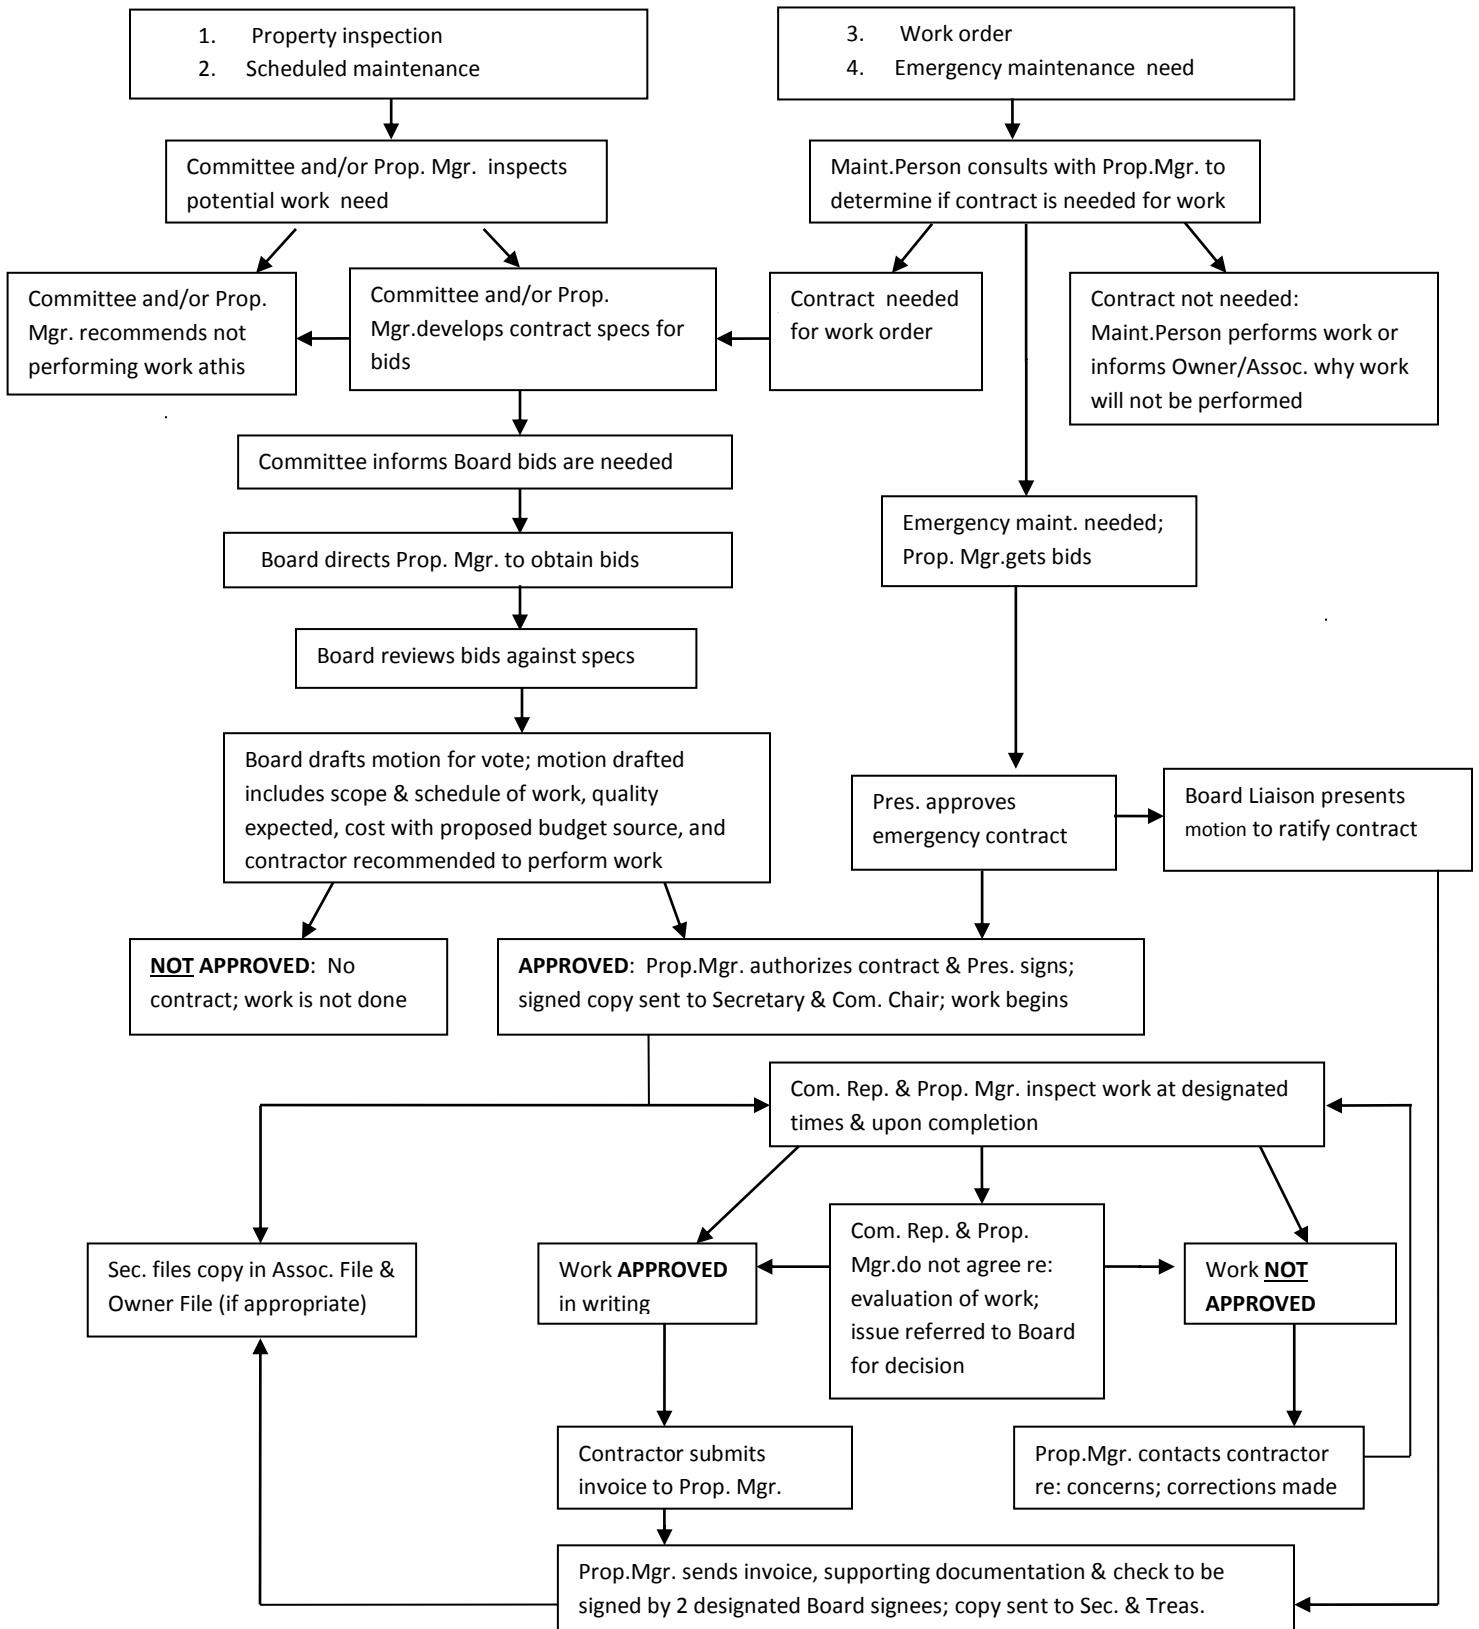 1. Property inspection
2. Scheduled maintenance
3. Work order
4. Emergency maintenance need
Committee and/or Prop. Mgr. inspects
potential work need
Maint.Person consults with Prop.Mgr. to
determine if contract is needed for work
Committee and/or Prop.
Mgr. recommends not
performing work athis
Committee and/or Prop.
Mgr.develops contract specs for
bids
Contract needed
for work order
Contract not needed:
Maint.Person performs work or
informs Owner/Assoc. why work
will not be performed
Committee informs Board bids are needed
Board directs Prop. Mgr. to obtain bids
Emergency maint. needed;
Prop. Mgr.gets bids
Board reviews bids against specs
Board drafts motion for vote; motion drafted
includes scope & schedule of work, quality
expected, cost with proposed budget source, and
contractor recommended to perform work
Pres. approves
emergency contract
Board Liaison presents
motion to ratify contract
NOT APPROVED: No
contract; work is not done
APPROVED: Prop.Mgr. authorizes contract & Pres. signs;
signed copy sent to Secretary & Com. Chair; work begins
Com. Rep. & Prop. Mgr. inspect work at designated
times & upon completion
Sec. files copy in Assoc. File &
Owner File (if appropriate)
Work APPROVED
in writing
Com. Rep. & Prop.
Mgr.do not agree re:
evaluation of work;
issue referred to Board
for decision
Work NOT
APPROVED
Contractor submits
invoice to Prop. Mgr.
Prop.Mgr. contacts contractor
re: concerns; corrections made
Prop.Mgr. sends invoice, supporting documentation & check to be
signed by 2 designated Board signees; copy sent to Sec. & Treas.